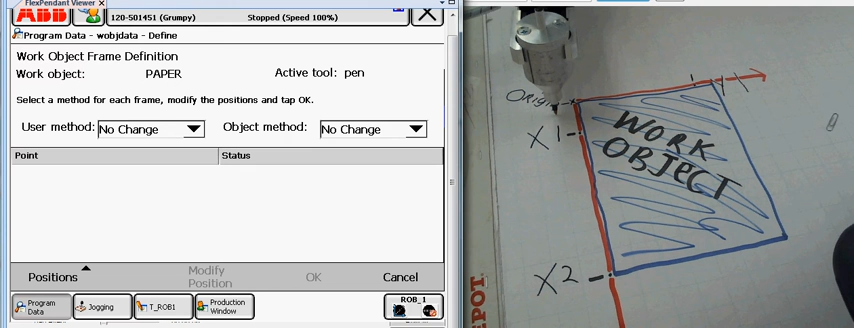 FlexPendant Viewer
ABB
120-501451 (Grumpy) Stopped (Speed 100%)
Program Data - wobjdata - Define
Work Object Frame Definition
Work object: PAPER Active tool: pen
Select a method for each frame, modify the positions and tap OK.
User method: No Change Object method: No Change
Point Status
Positions Modify Position OK Cancel
Program Data Jogging T_ROB1 Production Window ROB_1
ORIGIN
X1
WORK
OBJECT
X2